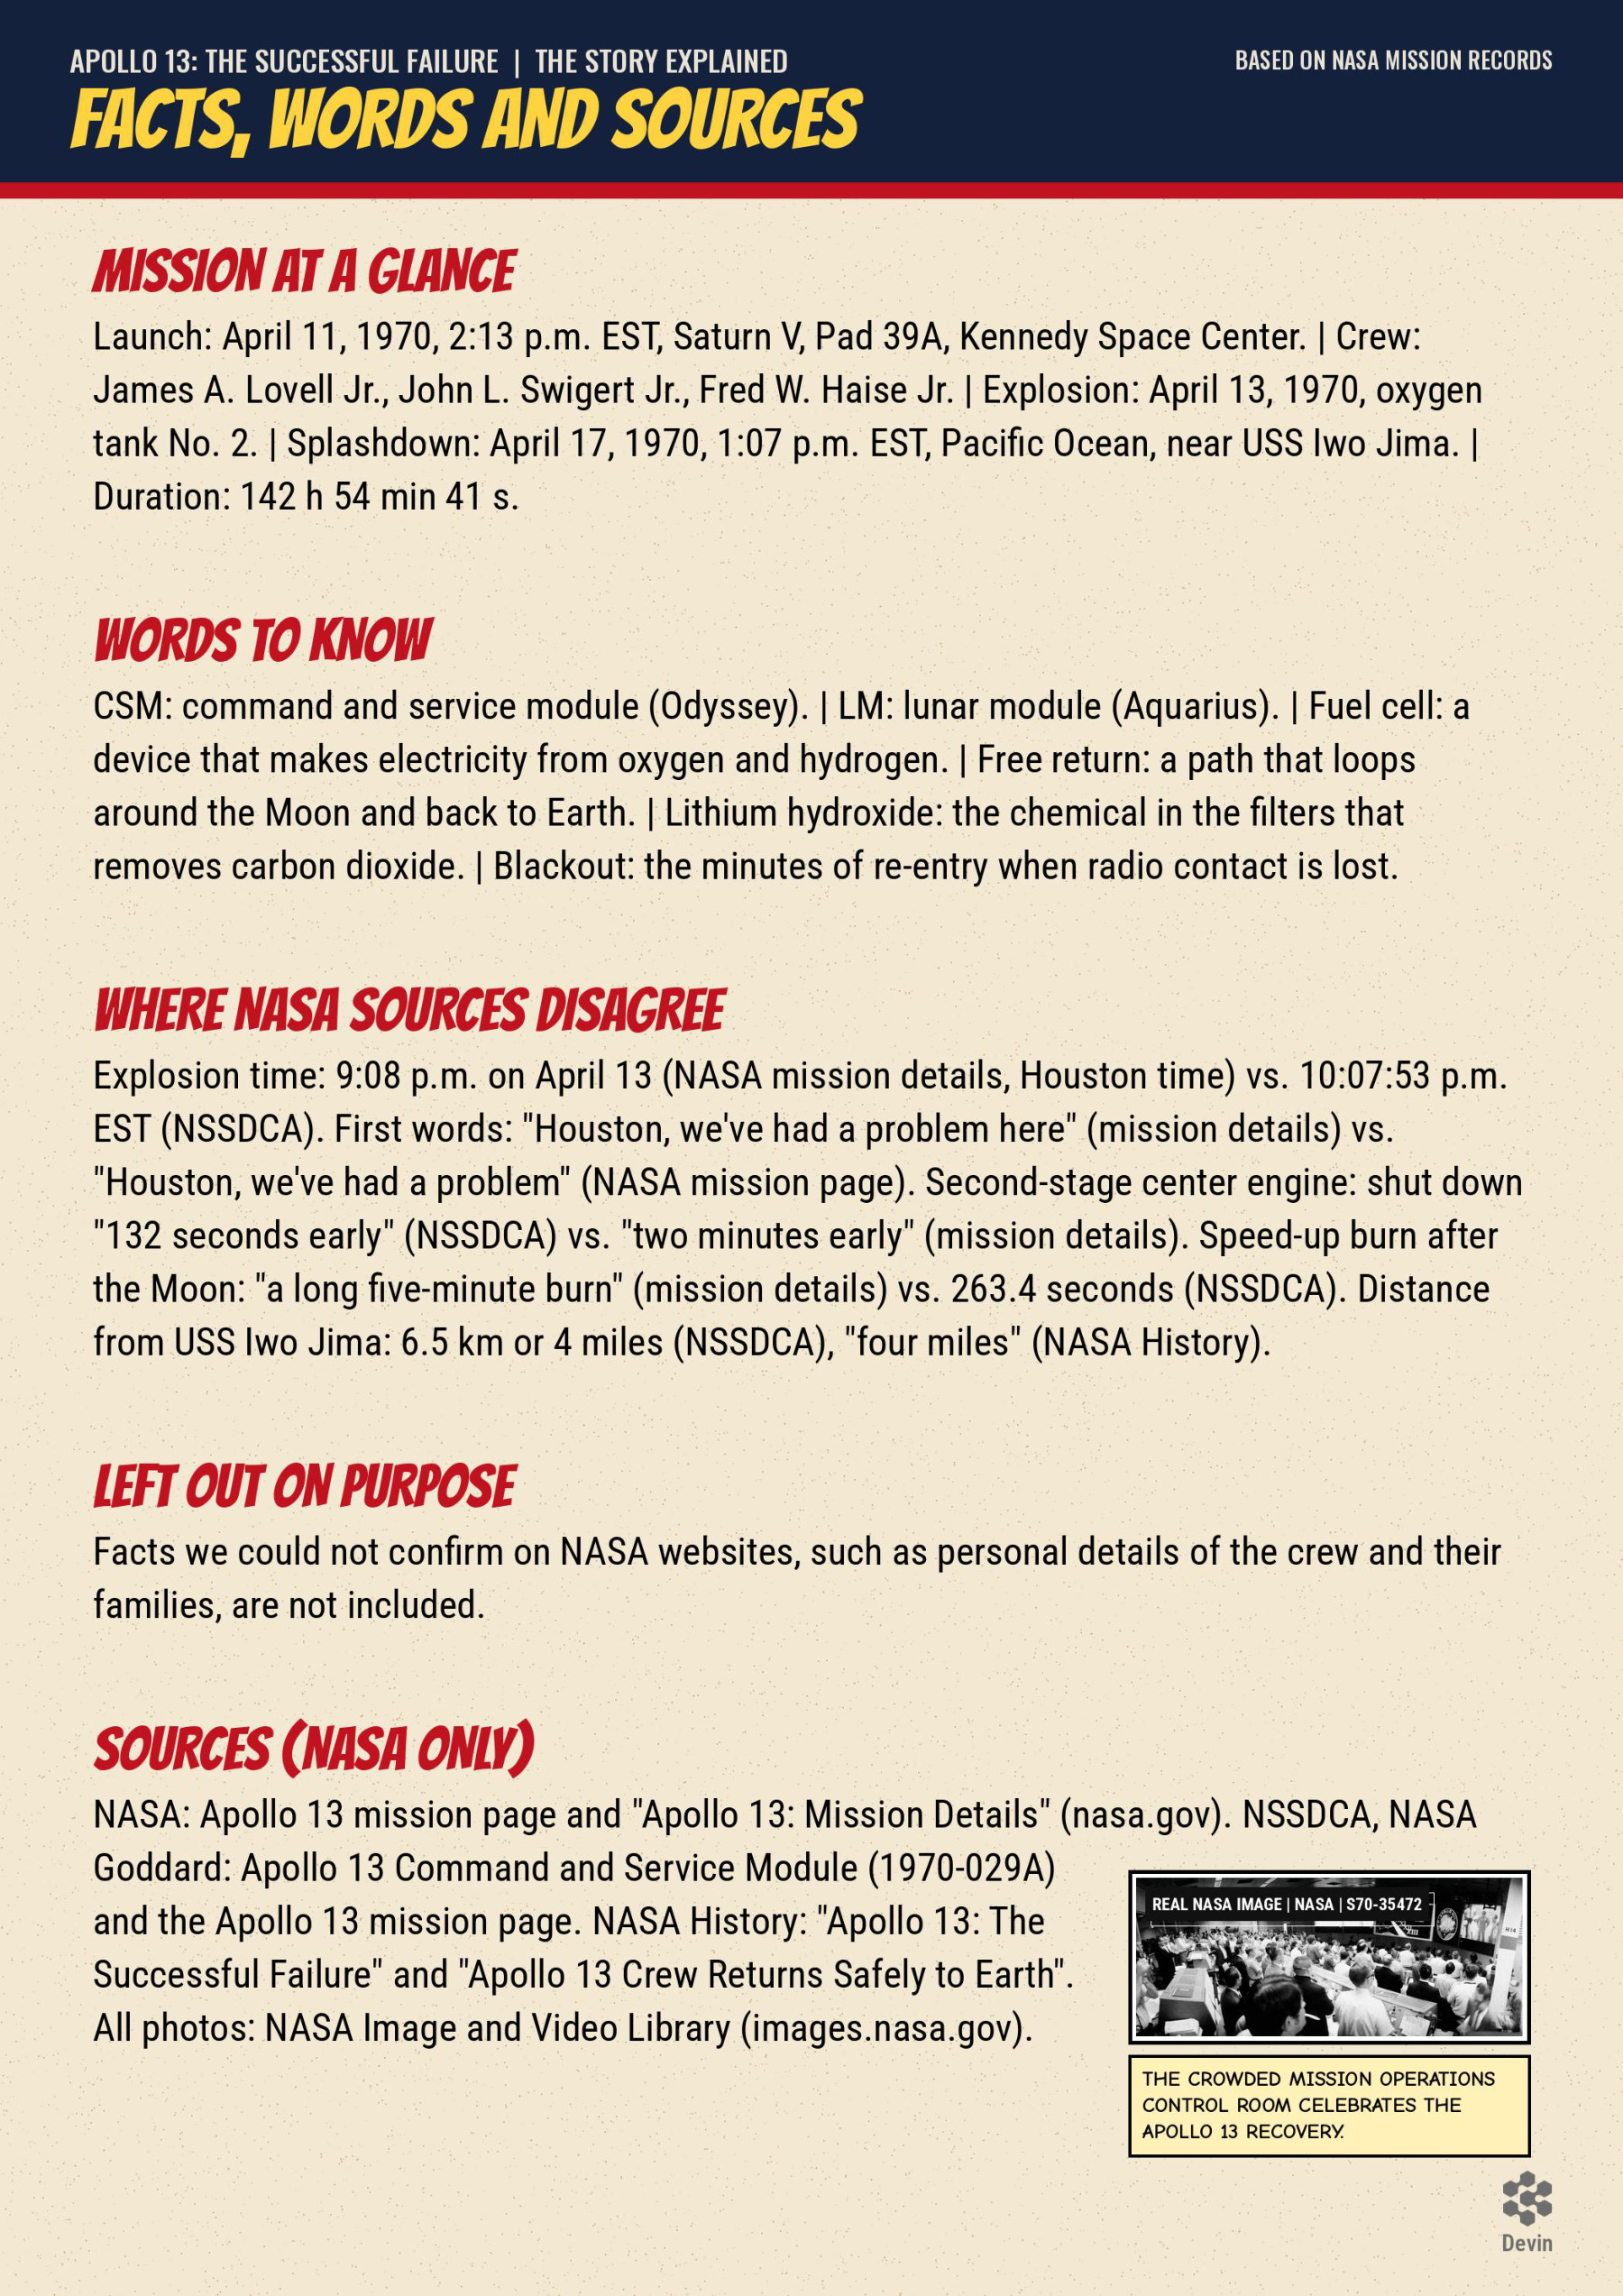 APOLLO 13: THE SUCCESSFUL FAILURE | THE STORY EXPLAINED
BASED ON NASA MISSION RECORDS
FACTS, WORDS AND SOURCES
MISSION AT A GLANCE
Launch: April 11, 1970, 2:13 p.m. EST, Saturn V, Pad 39A, Kennedy Space Center. | Crew:
James A. Lovell Jr., John L. Swigert Jr., Fred W. Haise Jr. | Explosion: April 13, 1970, oxygen
tank No. 2. | Splashdown: April 17, 1970, 1:07 p.m. EST, Pacific Ocean, near USS Iwo Jima. |
Duration: 142 h 54 min 41 s.
WORDS TO KNOW
CSM: command and service module (Odyssey). | LM: lunar module (Aquarius). | Fuel cell: a
device that makes electricity from oxygen and hydrogen. | Free return: a path that loops
around the Moon and back to Earth. | Lithium hydroxide: the chemical in the filters that
removes carbon dioxide. | Blackout: the minutes of re-entry when radio contact is lost.
WHERE NASA SOURCES DISAGREE
Explosion time: 9:08 p.m. on April 13 (NASA mission details, Houston time) vs. 10:07:53 p.m.
EST (NSSDCA). First words: "Houston, we've had a problem here" (mission details) vs.
"Houston, we've had a problem" (NASA mission page). Second-stage center engine: shut down
"132 seconds early" (NSSDCA) vs. "two minutes early" (mission details). Speed-up burn after
the Moon: "a long five-minute burn" (mission details) vs. 263.4 seconds (NSSDCA). Distance
from USS Iwo Jima: 6.5 km or 4 miles (NSSDCA), "four miles" (NASA History).
LEFT OUT ON PURPOSE
Facts we could not confirm on NASA websites, such as personal details of the crew and their
families, are not included.
SOURCES (NASA ONLY)
NASA: Apollo 13 mission page and "Apollo 13: Mission Details" (nasa.gov). NSSDCA, NASA
Goddard: Apollo 13 Command and Service Module (1970-029A)
and the Apollo 13 mission page. NASA History: "Apollo 13: The
Successful Failure" and "Apollo 13 Crew Returns Safely to Earth".
All photos: NASA Image and Video Library (images.nasa.gov).
REAL NASA IMAGE | NASA | S70-35472
THE CROWDED MISSION OPERATIONS
CONTROL ROOM CELEBRATES THE
APOLLO 13 RECOVERY.
Devin